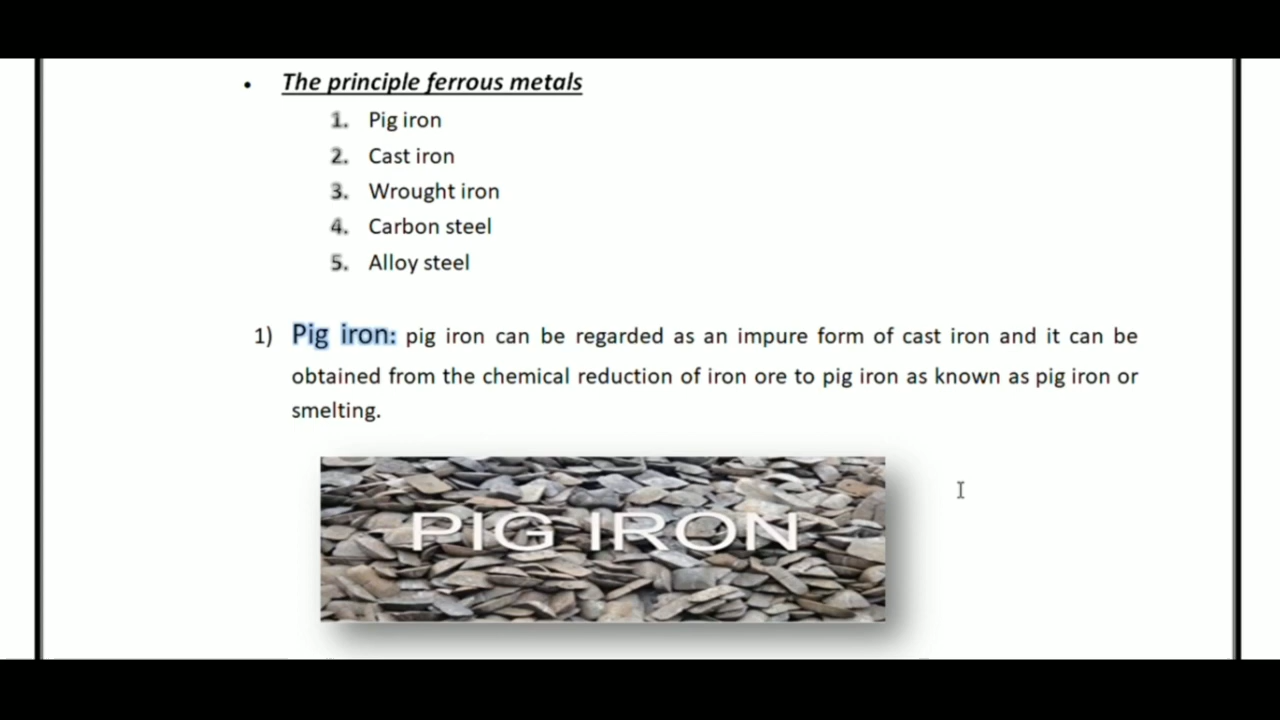 • The principle ferrous metals
1. Pig iron
2. Cast iron
3. Wrought iron
4. Carbon steel
5. Alloy steel
1) Pig iron: pig iron can be regarded as an impure form of cast iron and it can be
obtained from the chemical reduction of iron ore to pig iron as known as pig iron or
smelting.
PIG IRON